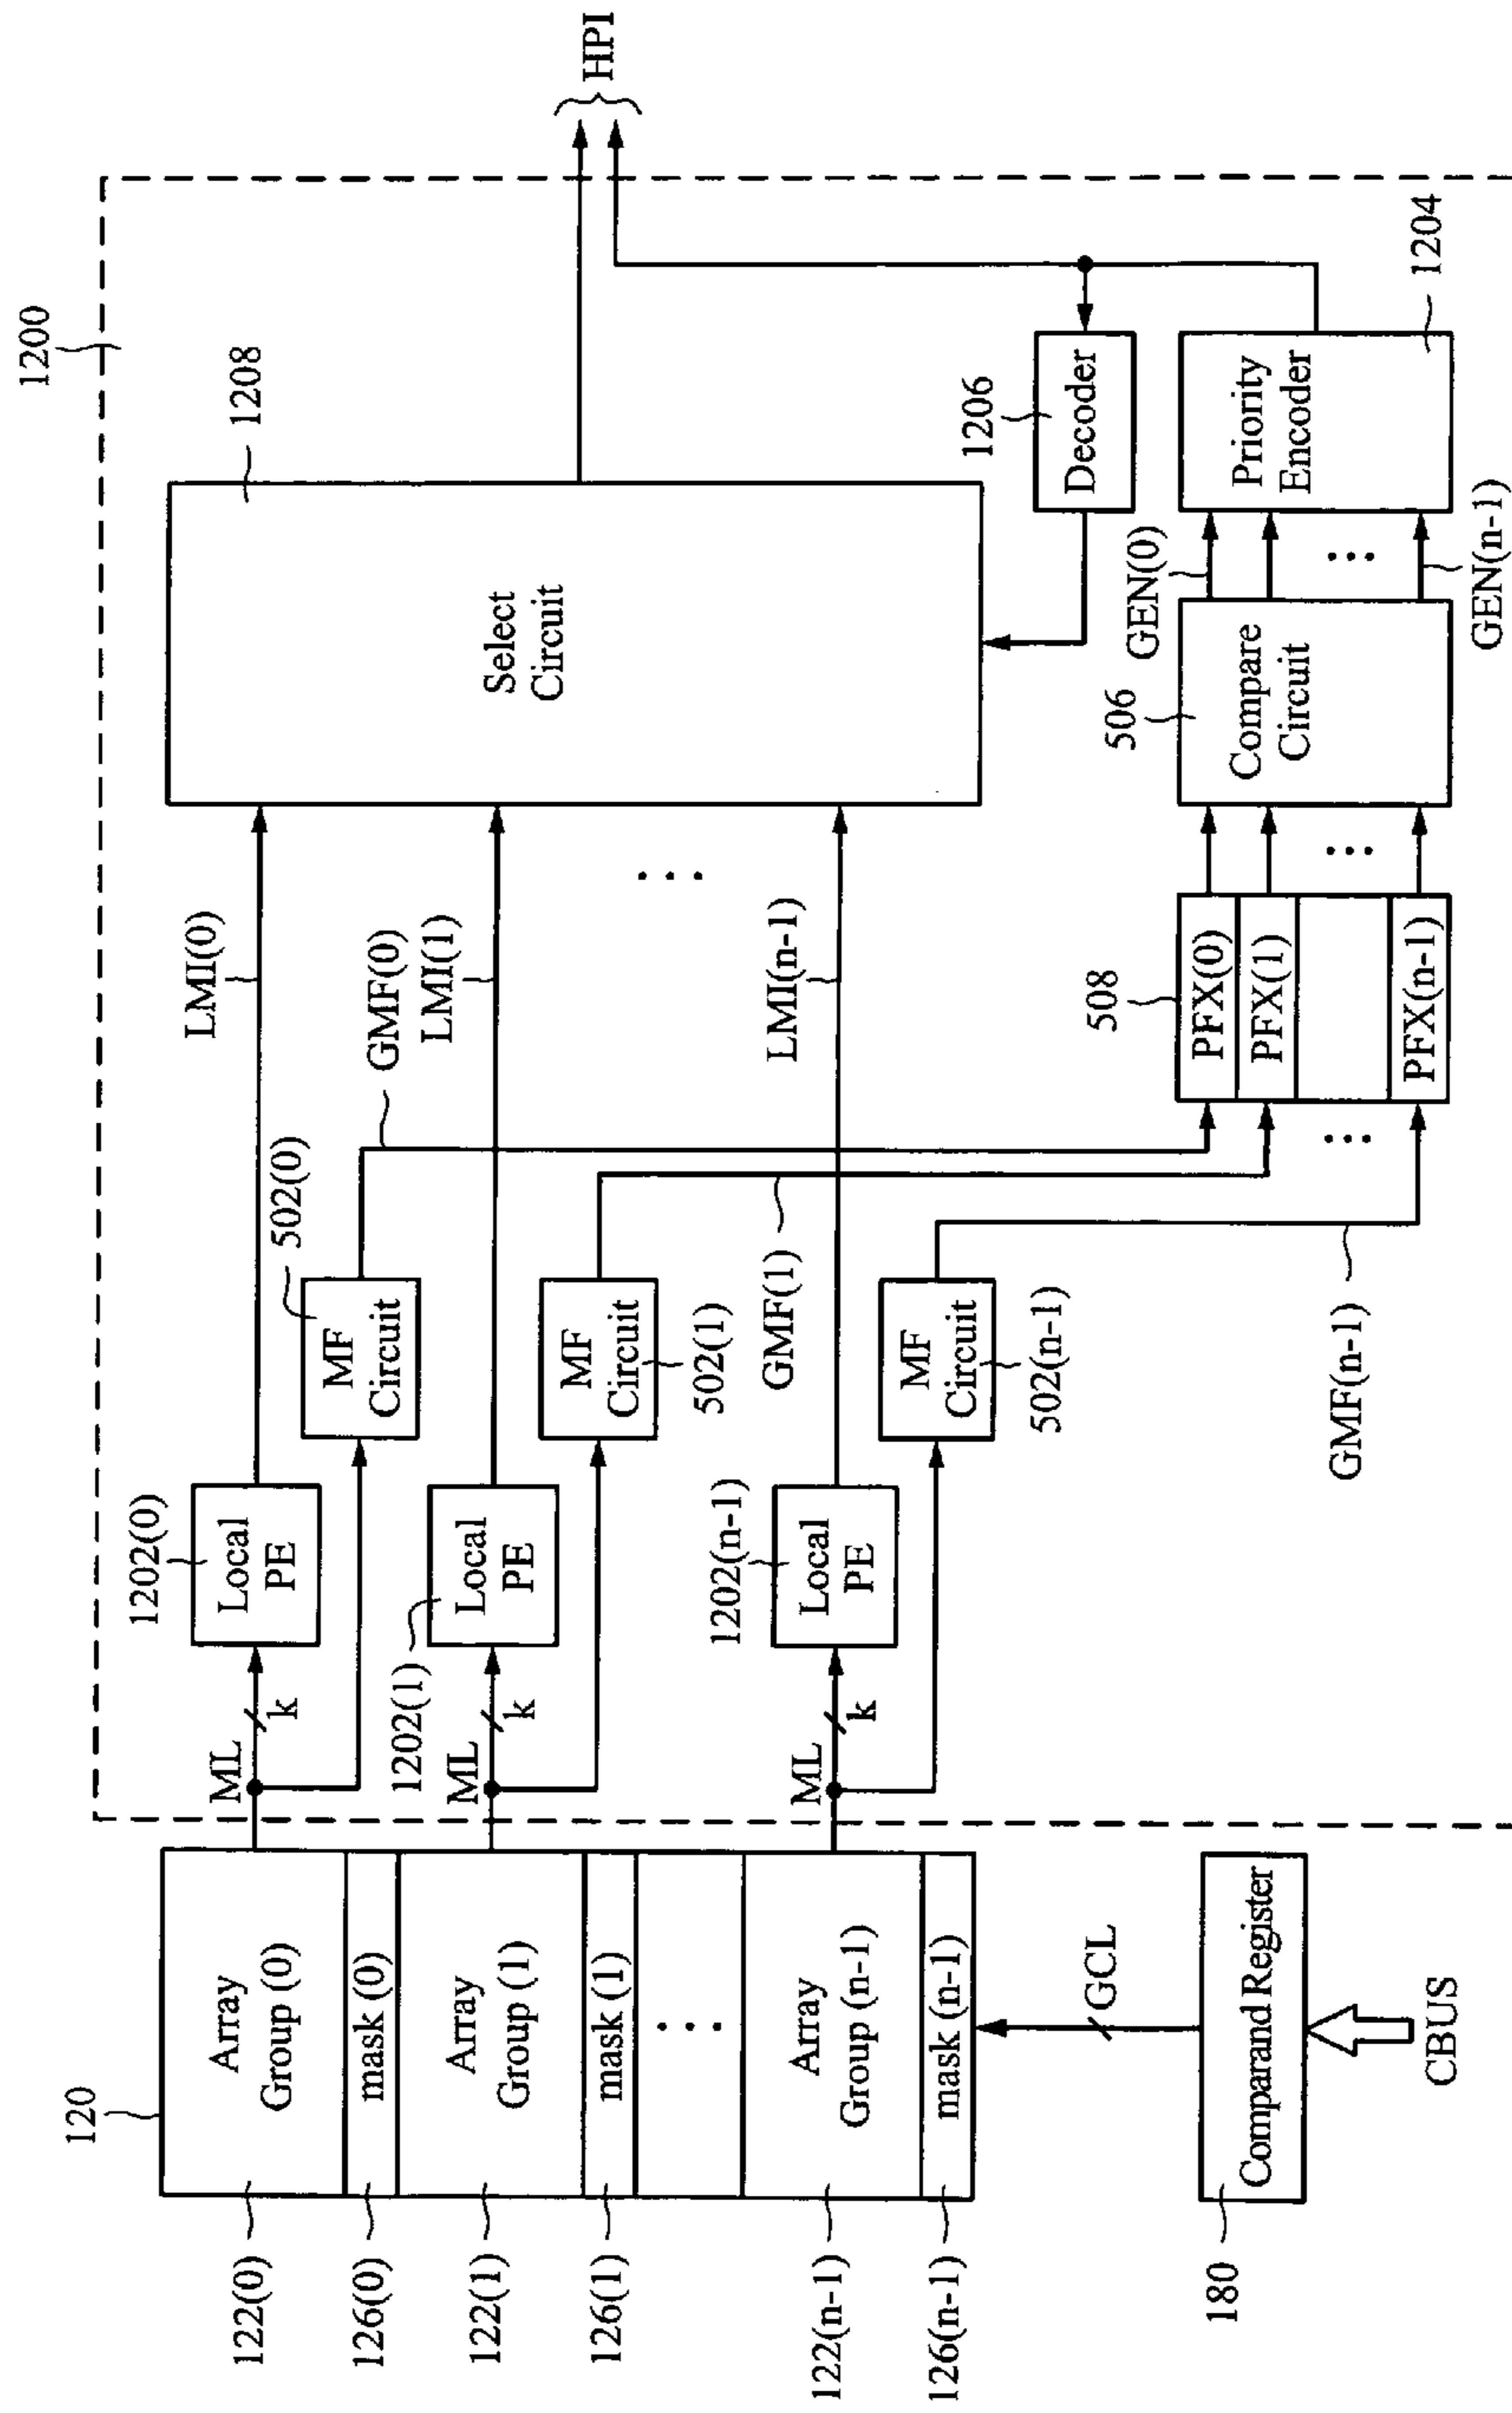 1200
120
122(0)
126(0)
122(1)
126(1)
122(n-1)
126(n-1)
180
Array
Group (0)
mask (0)
Array
Group (1)
mask (1)
⋮
Array
Group (n-1)
mask (n-1)
GCL
Comparand Register
CBUS
ML
k
1202(0)
Local
PE
502(0)
MF
Circuit
LMI(0)
ML
k
1202(1)
Local
PE
MF
Circuit
502(1)
GMF(0)
LMI(1)
GMF(1)
ML
k
1202(n-1)
Local
PE
MF
Circuit
502(n-1)
LMI(n-1)
GMF(n-1)
⋮
1208
Select
Circuit
HPI
1206
Decoder
508
PFX(0)
PFX(1)
PFX(n-1)
⋮
⋮
506
Compare
Circuit
GEN(0)
⋮
GEN(n-1)
Priority
Encoder
1204